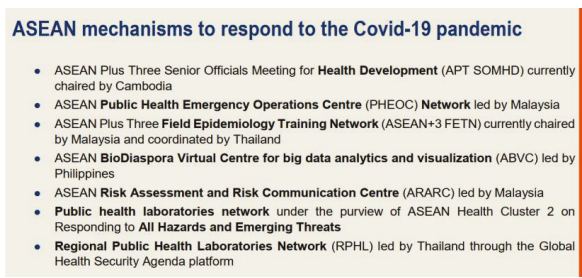 ASEAN mechanisms to respond to the Covid-19 pandemic
• ASEAN Plus Three Senior Officials Meeting for Health Development (APT SOMHD) currently
chaired by Cambodia
• ASEAN Public Health Emergency Operations Centre (PHEOC) Network led by Malaysia
• ASEAN Plus Three Field Epidemiology Training Network (ASEAN+3 FETN) currently chaired
by Malaysia and coordinated by Thailand
• ASEAN BioDiaspora Virtual Centre for big data analytics and visualization (ABVC) led by
Philippines
• ASEAN Risk Assessment and Risk Communication Centre (ARARC) led by Malaysia
• Public health laboratories network under the purview of ASEAN Health Cluster 2 on
Responding to All Hazards and Emerging Threats
• Regional Public Health Laboratories Network (RPHL) led by Thailand through the Global
Health Security Agenda platform